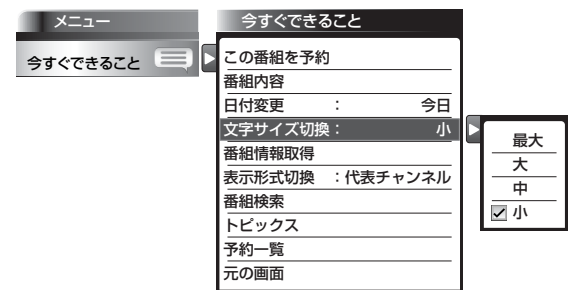 メニュー
今すぐできること
今すぐできること
この番組を予約
番組内容
日付変更 : 今日
文字サイズ切換 : 小
番組情報取得
表示形式切換 : 代表チャンネル
番組検索
トピックス
予約一覧
元の画面
最大
大
中
小